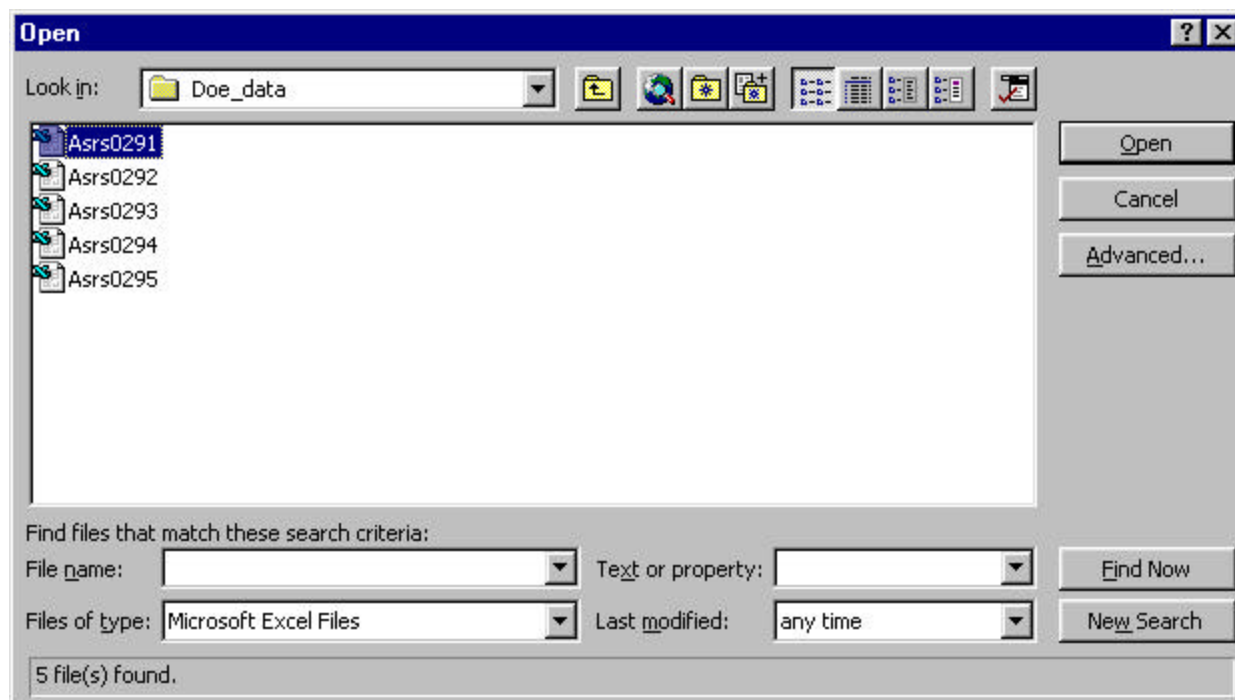 Open
Look in: Doe_data
Asrs0291
Open
Asrs0292
Cancel
Asrs0293
Asrs0294
Advanced...
Asrs0295
Find files that match these search criteria:
File name: Text or property: Find Now
Files of type: Microsoft Excel Files Last modified: any time New Search
5 file(s) found.